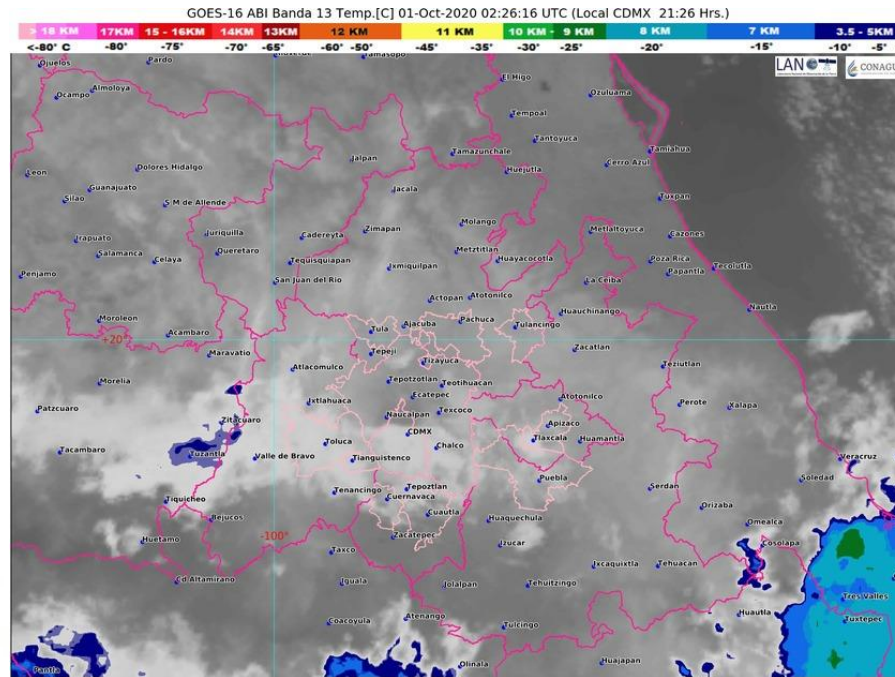 GOES-16 ABI Banda 13 Temp.[C] 01-Oct-2020 02:26:16 UTC (Local CDMX 21:26 Hrs.)
> 18 KM 17KM 15 - 16KM 14KM 13KM 12 KM 11 KM 10 KM - 9 KM 8 KM 7 KM 3.5 - 5KM
<-80° C -80° -75° -70° -65° -60° -55° -45° -35° -30° -25° -20° -15° -10° -5°
LAN
CONAGU
Ojuelos Pardo Tamasopo
El Higo
Ocampo Almoloya Ozuluama
Tempoal
Tantoyuca
Tamiahua
Jalpan Tamazunchale
Cerro Azul
Leon Dolores Hidalgo Huejutla
Guanajuato Jacala
Silao S M de Allende Tuxpan
Molango
Irapuato Juriquilla Cadereyta Zimapan Metlaltoyuca Cazones
Salamanca Celaya Queretaro Tequisquiapan Metztitlan Huayacocotla Poza Rica
Penjamo San Juan del Rio Ixmiquilpan La Ceiba Papantla Tecolutla
Actopan Atotonilco
Moroleon Ajacuba Pachuca Huauchinango Nautla
Acambaro Tula Tulancingo
+20°
Maravatio Tepeji Zacatlan
Atlacomulco Tizayuca Teziutlan
Morelia Tepotzotlan Teotihuacan
Ixtlahuaca Ecatepec Atotonilco
Patzcuaro Naucalpan Texcoco Perote Xalapa
Zitacuaro Apizaco
CDMX
Toluca Tlaxcala Huamantla
Tacambaro Tuzantla Valle de Bravo Tianguistenco Chalco Veracruz
Puebla Soledad
Tenancingo Tepoztlan Serdan
Tiquicheo Cuernavaca
Bejucos Cuautla Huaquechula Orizaba
Omealca
Huetamo -100° Zacatepec Izucar Cosolapa
Taxco
Ixcaquixtla Tehuacan
Cd Altamirano Iguala Jolalpan Tehuitzingo
Tres Valles
Coacoyula Atenango Tulcingo Huautla Tuxtepec
Olinala Huajapan
Pantla